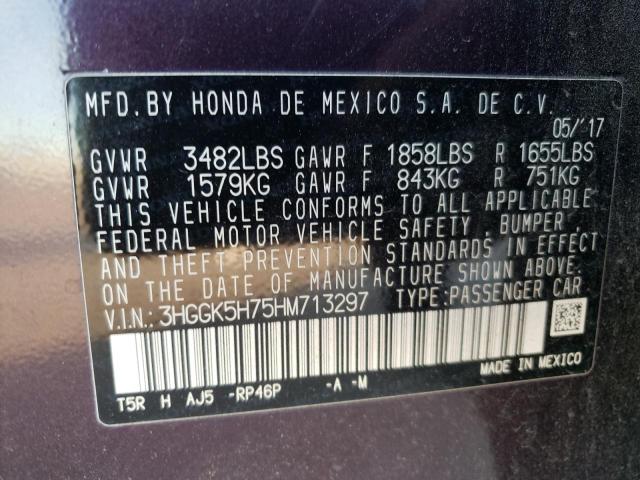 MFD. BY HONDA DE MEXICO S.A. DE C.V.
05/'17
GVWR 3482LBS GAWR F 1858LBS R 1655LBS
GVWR 1579KG GAWR F 843KG R 751KG
THIS VEHICLE CONFORMS TO ALL APPLICABLE
FEDERAL MOTOR VEHICLE SAFETY, BUMPER,
AND THEFT PREVENTION STANDARDS IN EFFECT
ON THE DATE OF MANUFACTURE SHOWN ABOVE.
V.I.N.: 3HGGK5H75HM713297 TYPE: PASSENGER CAR
MADE IN MEXICO
T5R H AJ5 -RP46P -A -M